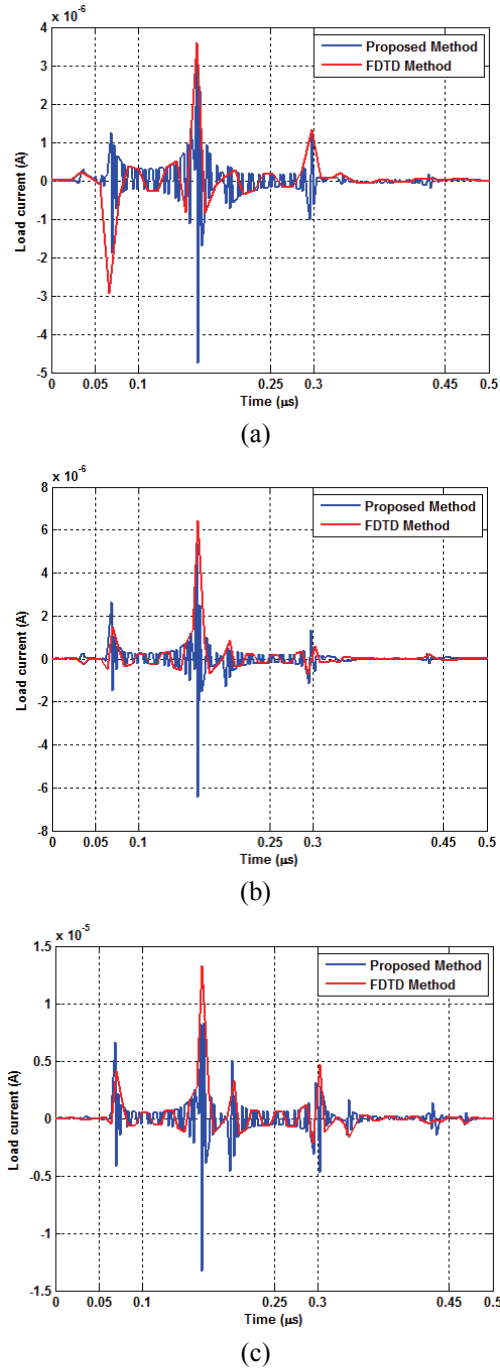 x 10-6
4
3
2
1
0
-1
-2
-3
-4
-5
Load current (A)
Proposed Method
FDTD Method
0 0.05 0.1 0.25 0.3 0.45 0.5
Time (μs)
(a)
x 10-6
8
6
4
2
0
-2
-4
-6
-8
Load current (A)
Proposed Method
FDTD Method
0 0.05 0.1 0.25 0.3 0.45 0.5
Time (μs)
(b)
x 10-5
1.5
1
0.5
0
-0.5
-1
-1.5
Load current (A)
Proposed Method
FDTD Method
0 0.05 0.1 0.25 0.3 0.45 0.5
Time (μs)
(c)